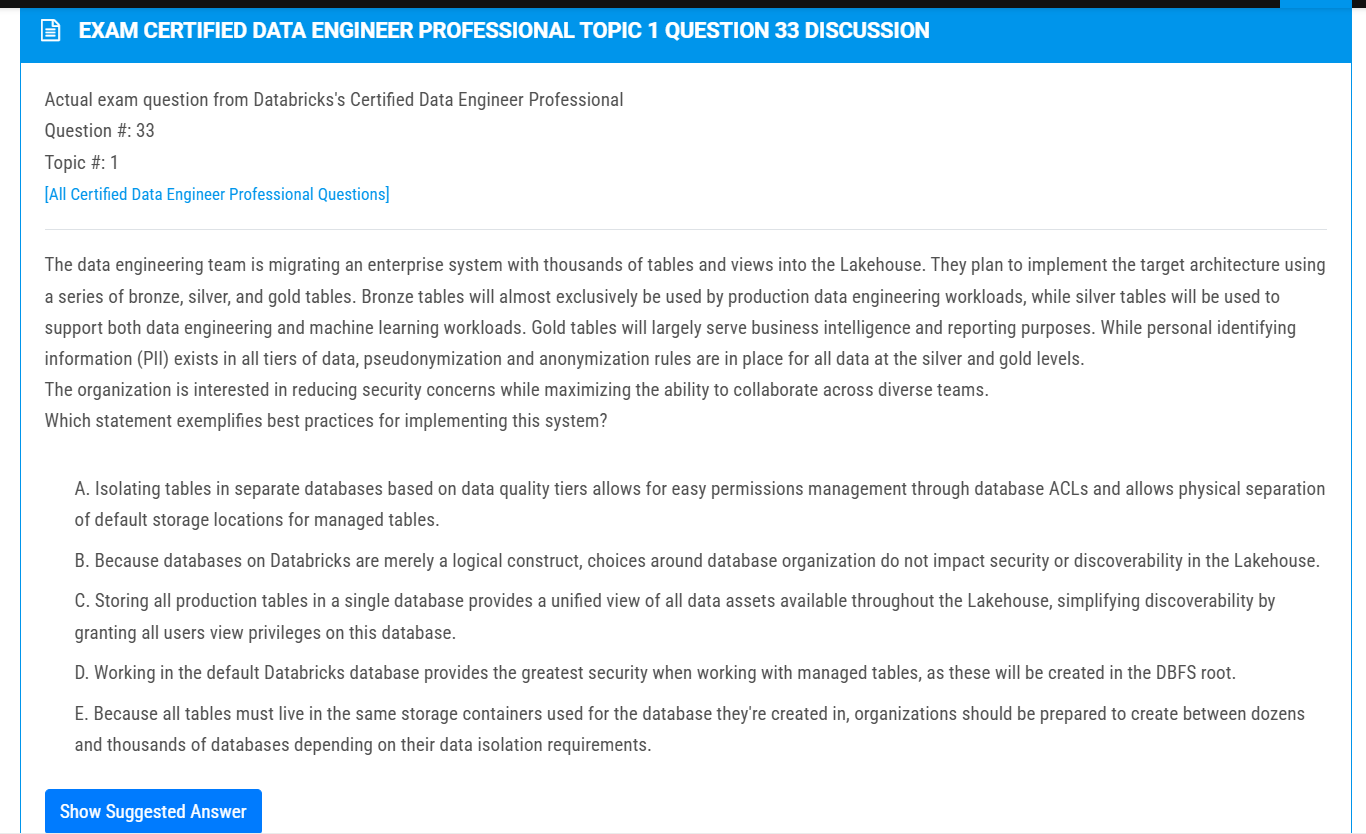 EXAM CERTIFIED DATA ENGINEER PROFESSIONAL TOPIC 1 QUESTION 33 DISCUSSION
Actual exam question from Databricks's Certified Data Engineer Professional
Question #: 33
Topic #: 1
[All Certified Data Engineer Professional Questions]
The data engineering team is migrating an enterprise system with thousands of tables and views into the Lakehouse. They plan to implement the target architecture using
a series of bronze, silver, and gold tables. Bronze tables will almost exclusively be used by production data engineering workloads, while silver tables will be used to
support both data engineering and machine learning workloads. Gold tables will largely serve business intelligence and reporting purposes. While personal identifying
information (PII) exists in all tiers of data, pseudonymization and anonymization rules are in place for all data at the silver and gold levels.
The organization is interested in reducing security concerns while maximizing the ability to collaborate across diverse teams.
Which statement exemplifies best practices for implementing this system?
A. Isolating tables in separate databases based on data quality tiers allows for easy permissions management through database ACLs and allows physical separation
of default storage locations for managed tables.
B. Because databases on Databricks are merely a logical construct, choices around database organization do not impact security or discoverability in the Lakehouse.
C. Storing all production tables in a single database provides a unified view of all data assets available throughout the Lakehouse, simplifying discoverability by
granting all users view privileges on this database.
D. Working in the default Databricks database provides the greatest security when working with managed tables, as these will be created in the DBFS root.
E. Because all tables must live in the same storage containers used for the database they're created in, organizations should be prepared to create between dozens
and thousands of databases depending on their data isolation requirements.
Show Suggested Answer